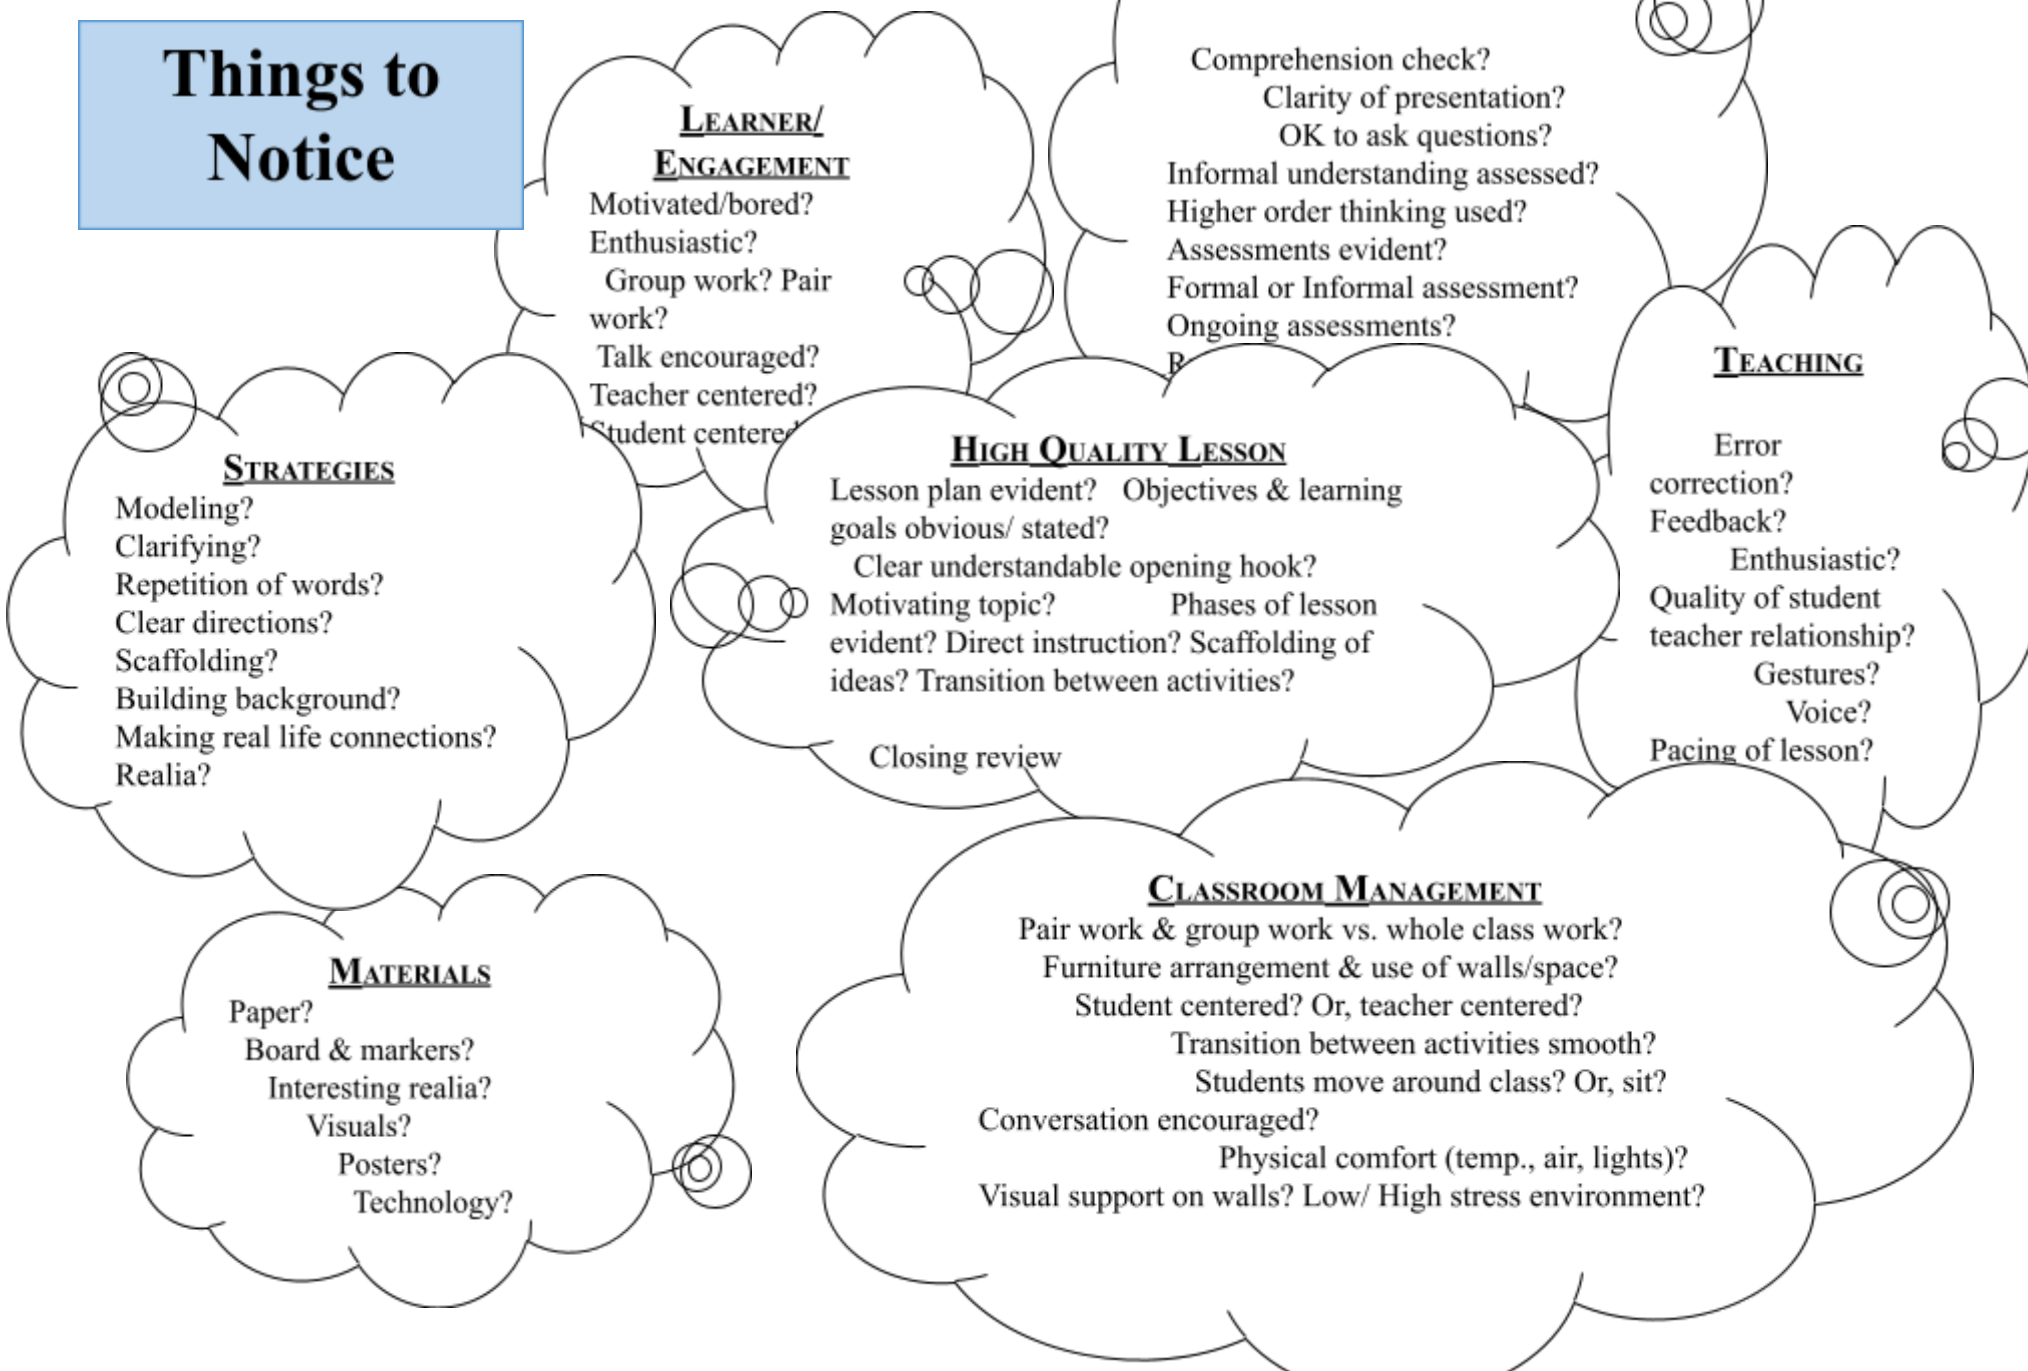 Things to
Notice
LEARNER/
ENGAGEMENT
Motivated/bored?
Enthusiastic?
Group work? Pair
work?
Talk encouraged?
Teacher centered?
Student centered
Comprehension check?
Clarity of presentation?
OK to ask questions?
Informal understanding assessed?
Higher order thinking used?
Assessments evident?
Formal or Informal assessment?
Ongoing assessments?
TEACHING
Error
correction?
Feedback?
Enthusiastic?
Quality of student
teacher relationship?
Gestures?
Voice?
Pacing of lesson?
STRATEGIES
Modeling?
Clarifying?
Repetition of words?
Clear directions?
Scaffolding?
Building background?
Making real life connections?
Realia?
HIGH QUALITY LESSON
Lesson plan evident? Objectives & learning
goals obvious/ stated?
Clear understandable opening hook?
Motivating topic? Phases of lesson
evident? Direct instruction? Scaffolding of
ideas? Transition between activities?
Closing review
MATERIALS
Paper?
Board & markers?
Interesting realia?
Visuals?
Posters?
Technology?
CLASSROOM MANAGEMENT
Pair work & group work vs. whole class work?
Furniture arrangement & use of walls/space?
Student centered? Or, teacher centered?
Transition between activities smooth?
Students move around class? Or, sit?
Conversation encouraged?
Physical comfort (temp., air, lights)?
Visual support on walls? Low/ High stress environment?